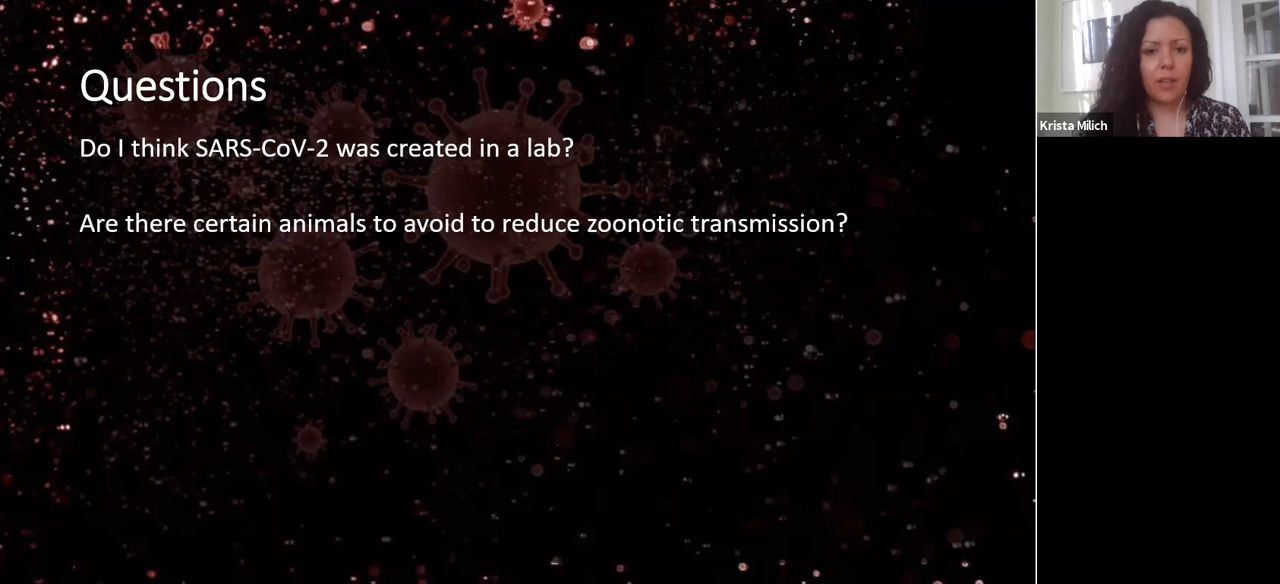 Questions
Do I think SARS-CoV-2 was created in a lab?
Are there certain animals to avoid to reduce zoonotic transmission?
Krista Milich